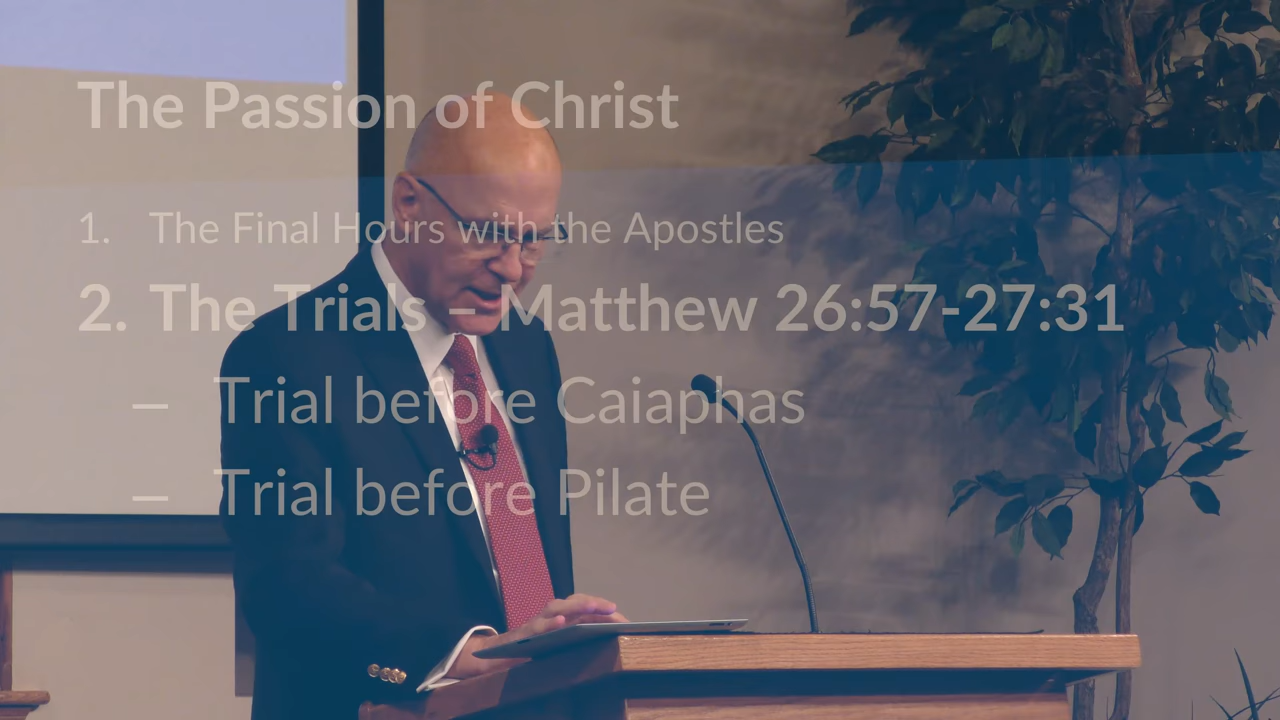 The Passion of Christ
1. The Final Hours with the Apostles
2. The Trials – Matthew 26:57-27:31
– Trial before Caiaphas
– Trial before Pilate